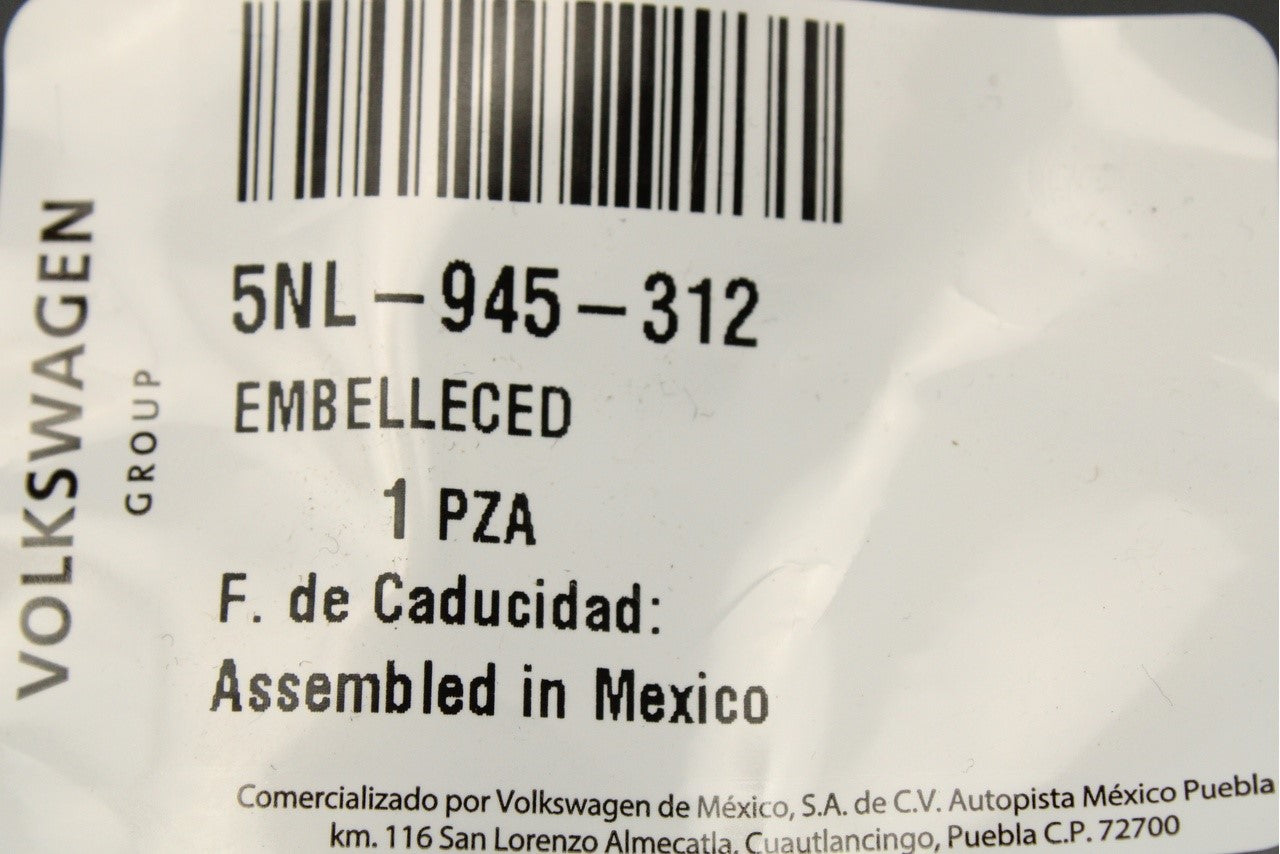 VOLKSWAGEN
GROUP
5NL-945-312
EMBELLECED
1 PZA
F. de Caducidad:
Assembled in Mexico
Comercializado por Volkswagen de México, S.A. de C.V. Autopista México Puebla
km. 116 San Lorenzo Almecatla, Cuautlancingo, Puebla C.P. 72700